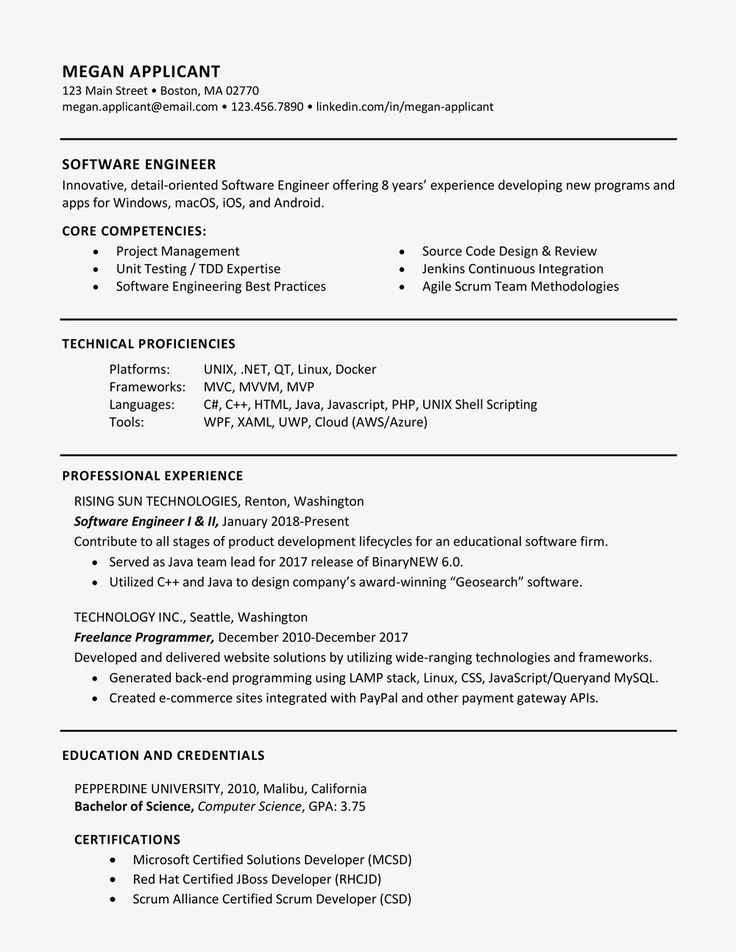 MEGAN APPLICANT
123 Main Street • Boston, MA 02770
megan.applicant@email.com • 123.456.7890 • linkedin.com/in/megan-applicant
SOFTWARE ENGINEER
Innovative, detail-oriented Software Engineer offering 8 years’ experience developing new programs and
apps for Windows, macOS, iOS, and Android.
CORE COMPETENCIES:
• Project Management
• Unit Testing / TDD Expertise
• Software Engineering Best Practices
• Source Code Design & Review
• Jenkins Continuous Integration
• Agile Scrum Team Methodologies
TECHNICAL PROFICIENCIES
Platforms: UNIX, .NET, QT, Linux, Docker
Frameworks: MVC, MVVM, MVP
Languages: C#, C++, HTML, Java, Javascript, PHP, UNIX Shell Scripting
Tools: WPF, XAML, UWP, Cloud (AWS/Azure)
PROFESSIONAL EXPERIENCE
RISING SUN TECHNOLOGIES, Renton, Washington
Software Engineer I & II, January 2018-Present
Contribute to all stages of product development lifecycles for an educational software firm.
• Served as Java team lead for 2017 release of BinaryNEW 6.0.
• Utilized C++ and Java to design company’s award-winning “Geosearch” software.
TECHNOLOGY INC., Seattle, Washington
Freelance Programmer, December 2010-December 2017
Developed and delivered website solutions by utilizing wide-ranging technologies and frameworks.
• Generated back-end programming using LAMP stack, Linux, CSS, JavaScript/Queryand MySQL.
• Created e-commerce sites integrated with PayPal and other payment gateway APIs.
EDUCATION AND CREDENTIALS
PEPPERDINE UNIVERSITY, 2010, Malibu, California
Bachelor of Science, Computer Science, GPA: 3.75
CERTIFICATIONS
• Microsoft Certified Solutions Developer (MCSD)
• Red Hat Certified JBoss Developer (RHCJD)
• Scrum Alliance Certified Scrum Developer (CSD)